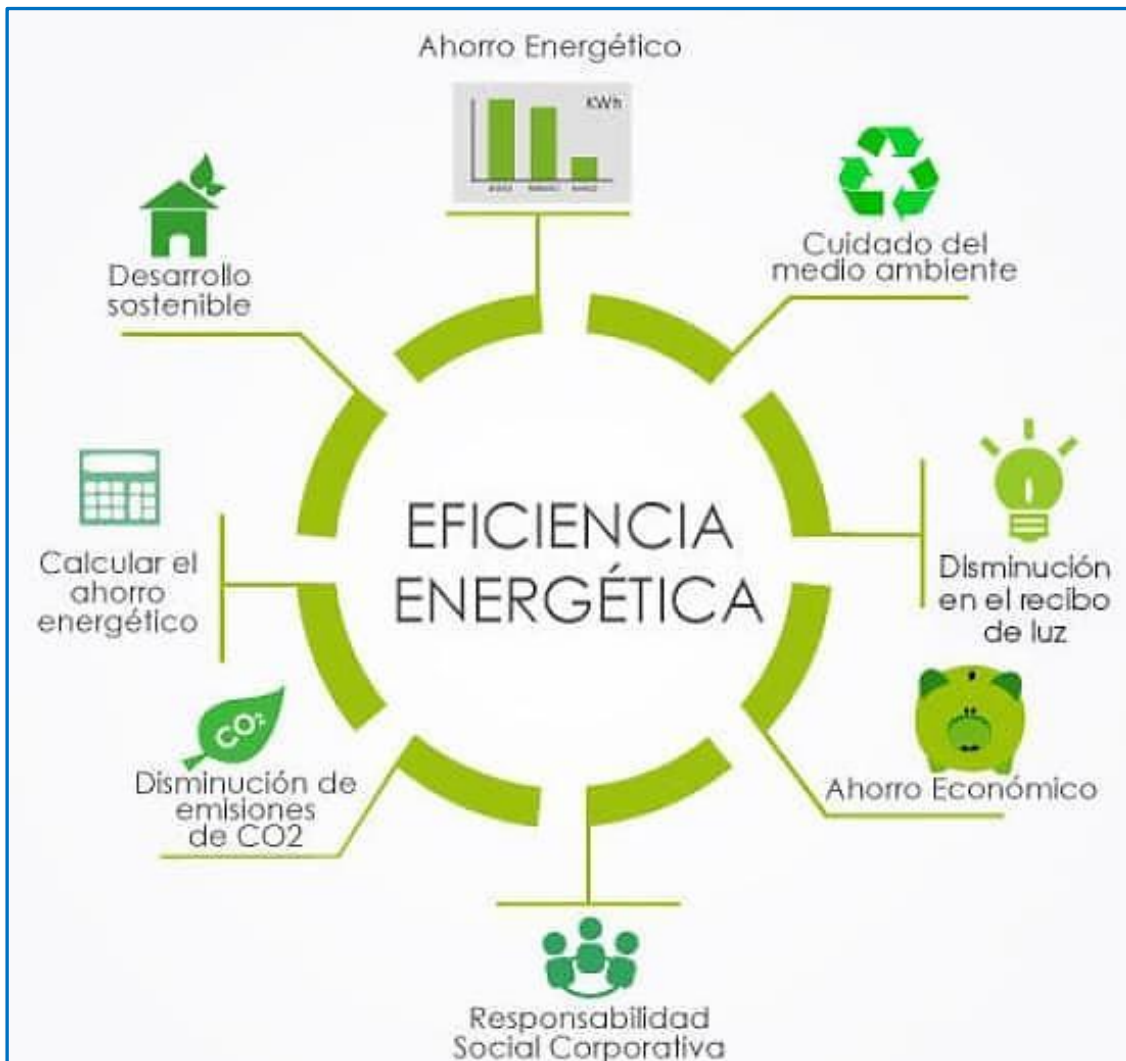 Ahorro Energético
KWh
Cuidado del
medio ambiente
Disminución
en el recibo
de luz
Ahorro Económico
Responsabilidad
Social Corporativa
CO2
Disminución de
emisiones
de CO2
Calcular el
ahorro
energético
Desarrollo
sostenible
EFICIENCIA
ENERGÉTICA